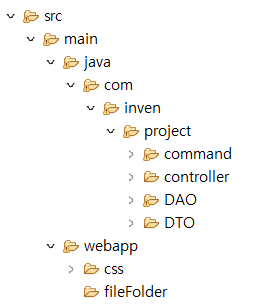 src
main
java
com
inven
project
command
controller
DAO
DTO
webapp
css
fileFolder